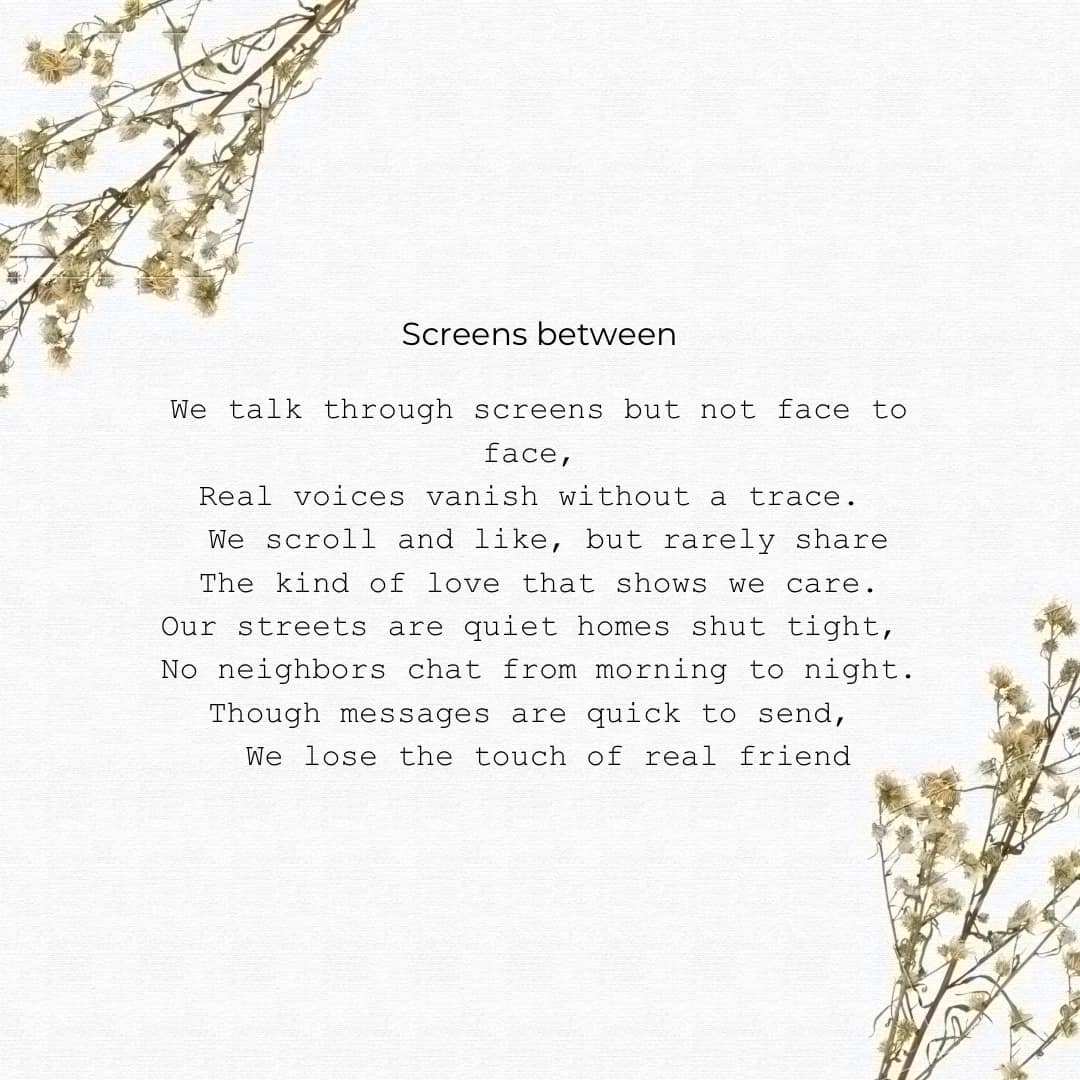 Screens between
We talk through screens but not face to
face,
Real voices vanish without a trace.
We scroll and like, but rarely share
The kind of love that shows we care.
Our streets are quiet homes shut tight,
No neighbors chat from morning to night.
Though messages are quick to send,
We lose the touch of real friend